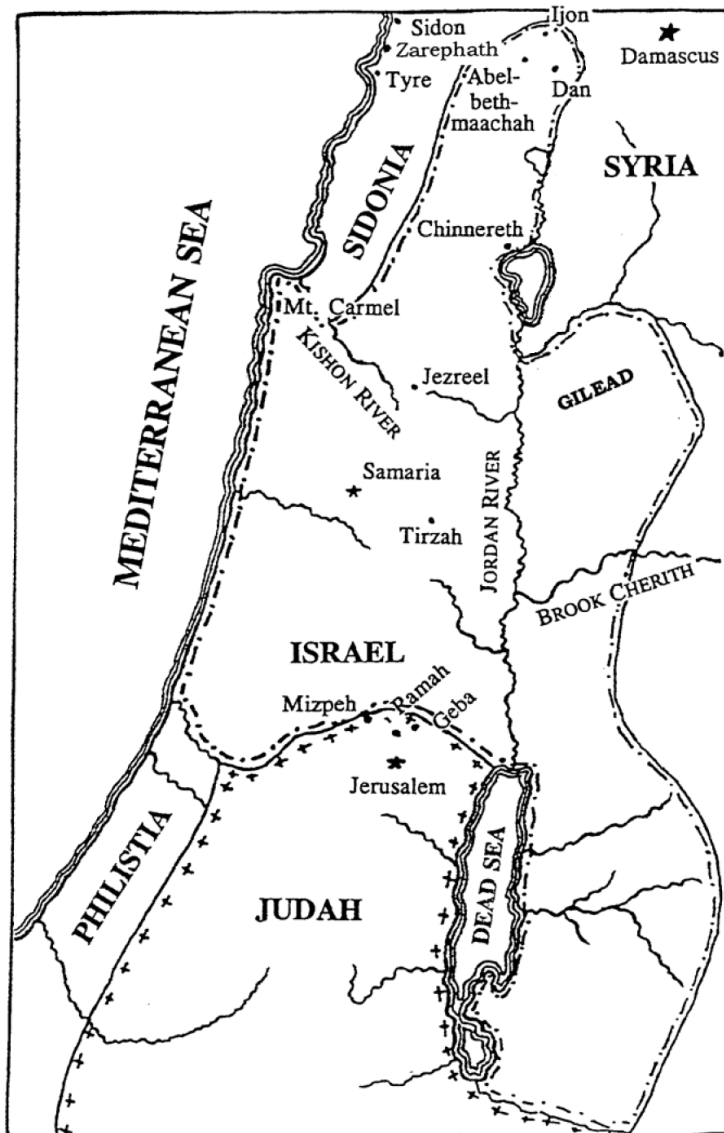 Ijon
Sidon
Zarephath
Damascus
Tyre
Abel-
beth-
maachah
Dan
SYRIA
SIDONIA
MEDITERRANEAN SEA
Chinnereth
Mt. Carmel
KISHON RIVER
Jezreel
GILEAD
Samaria
Tirzah
JORDAN RIVER
BROOK CHERITH
ISRAEL
Mizpeh
Ramah
Geba
Jerusalem
PHILISTIA
JUDAH
DEAD SEA